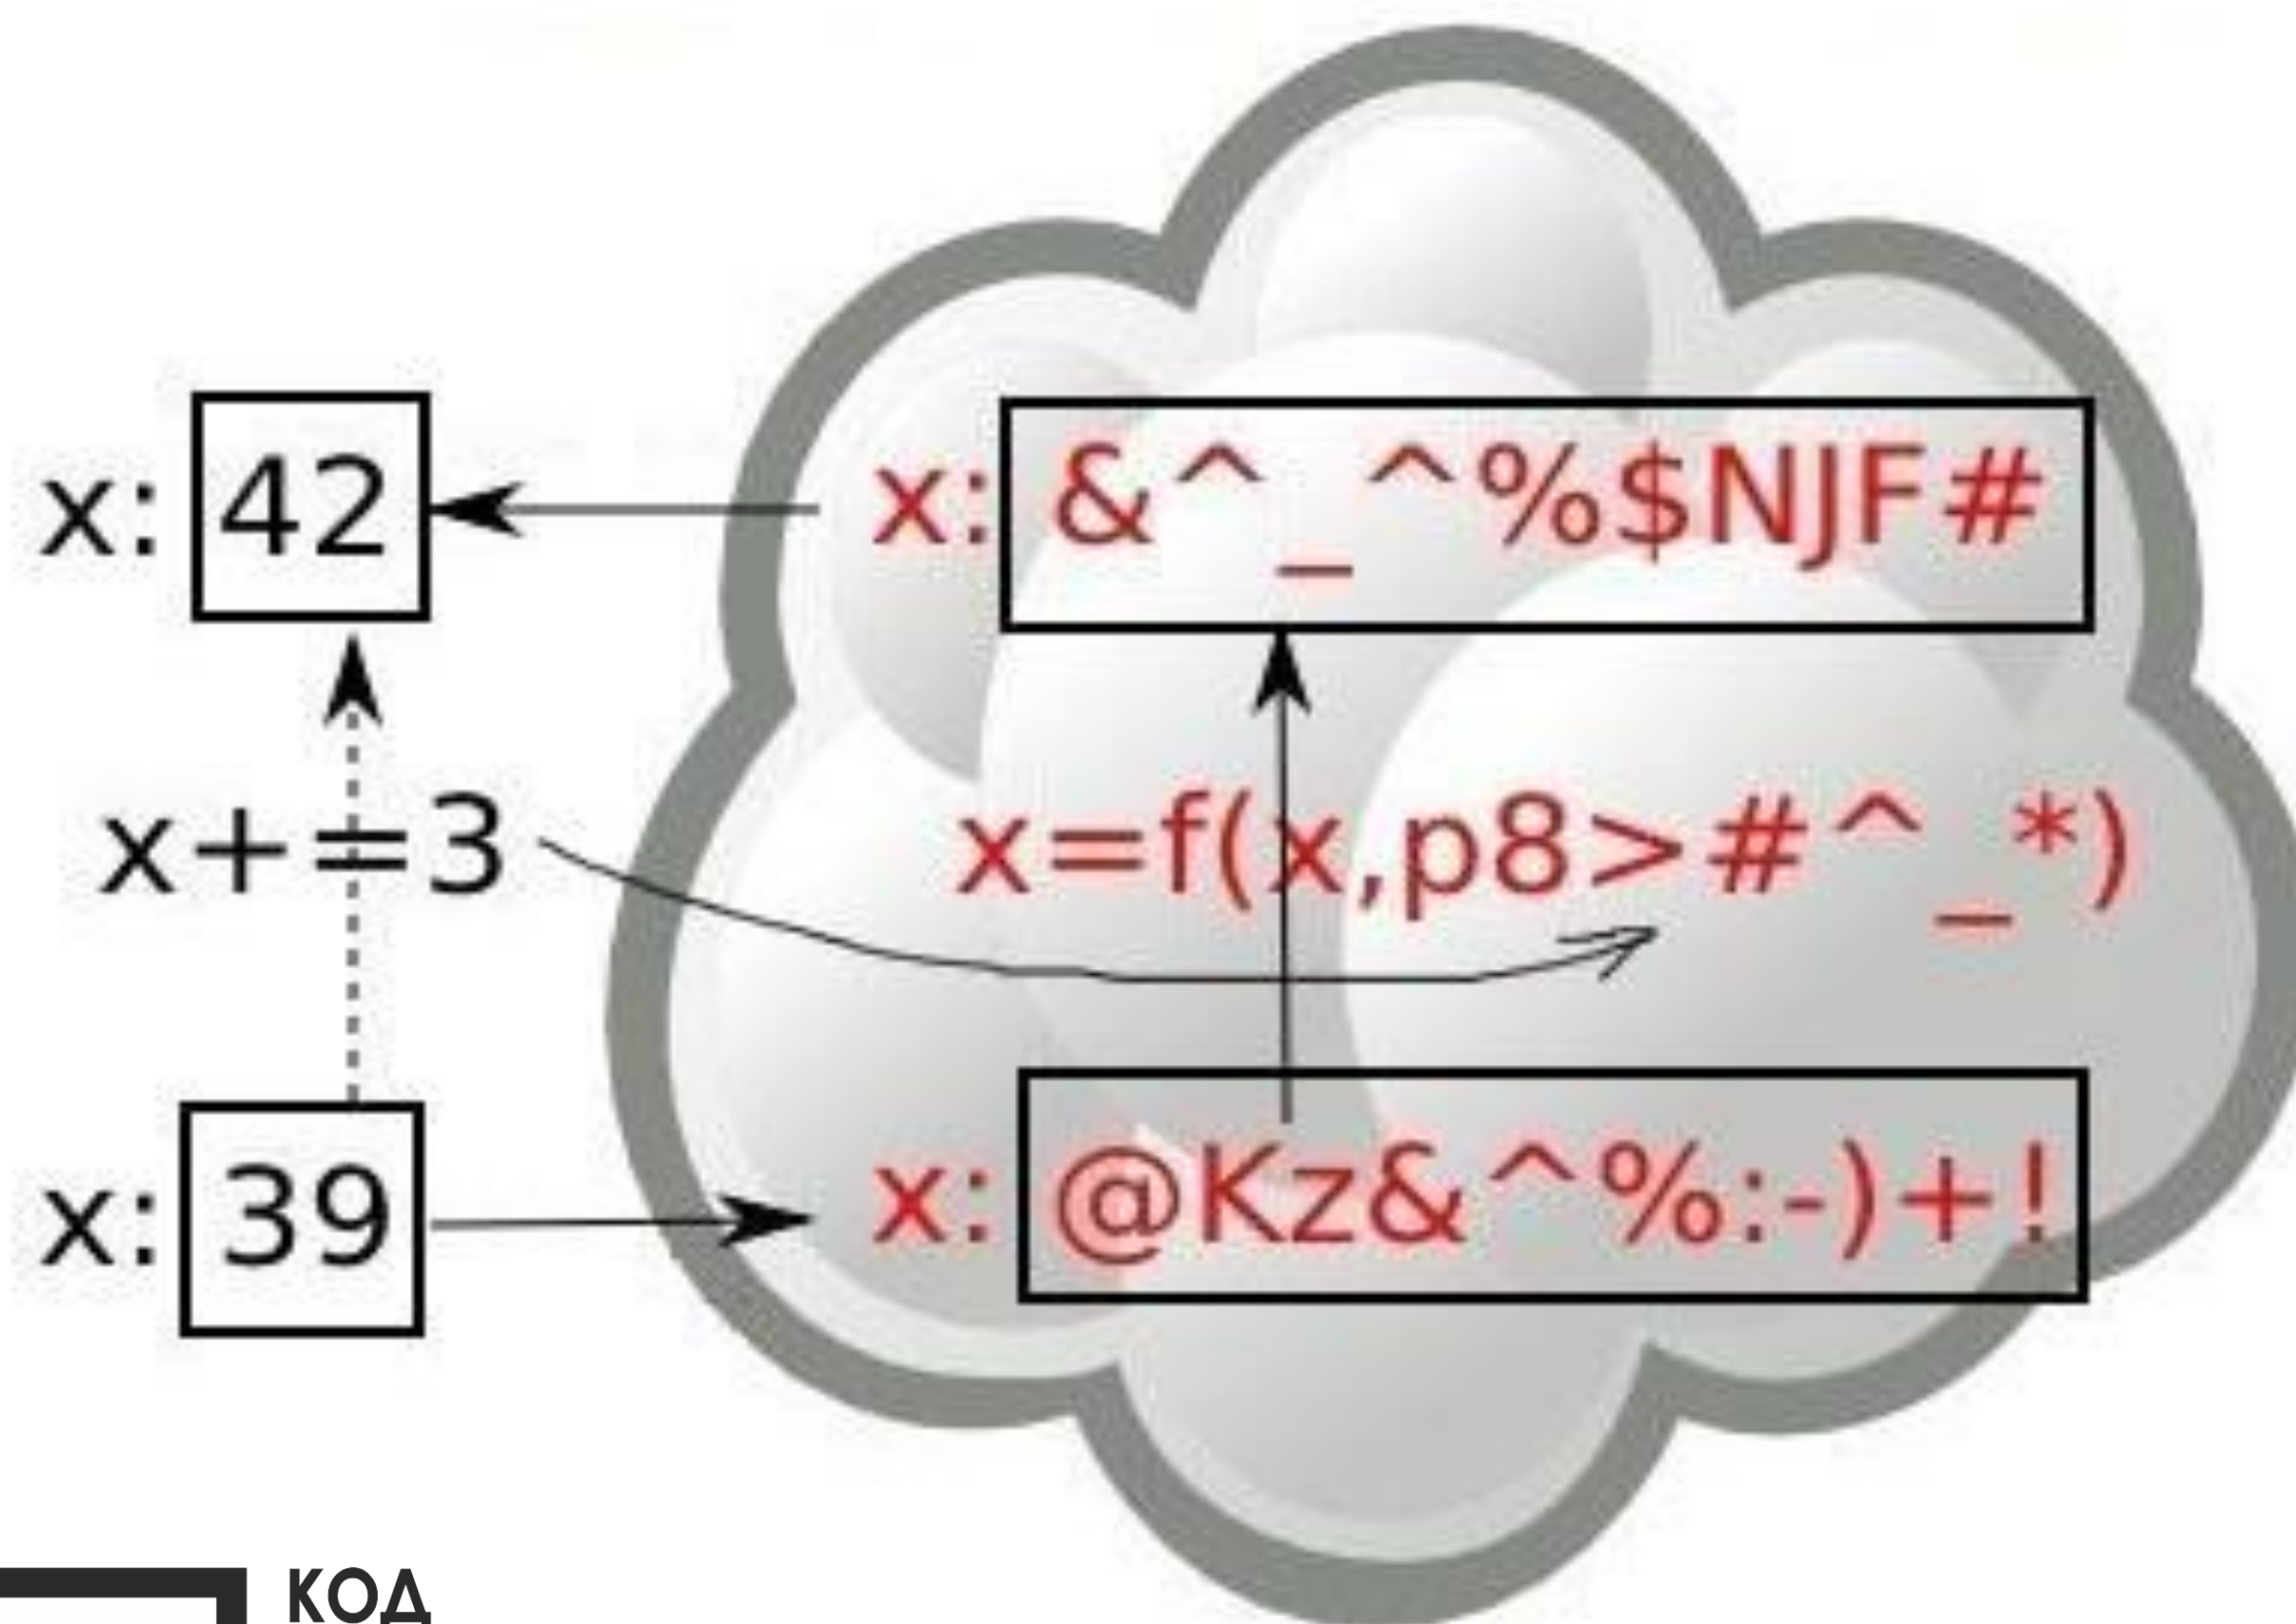 x: 42 x: &^_^%$NJF#
x+=3 x=f(x,p8>#^_*)
x: 39 x: @Kz&^%:-)+!
КОД